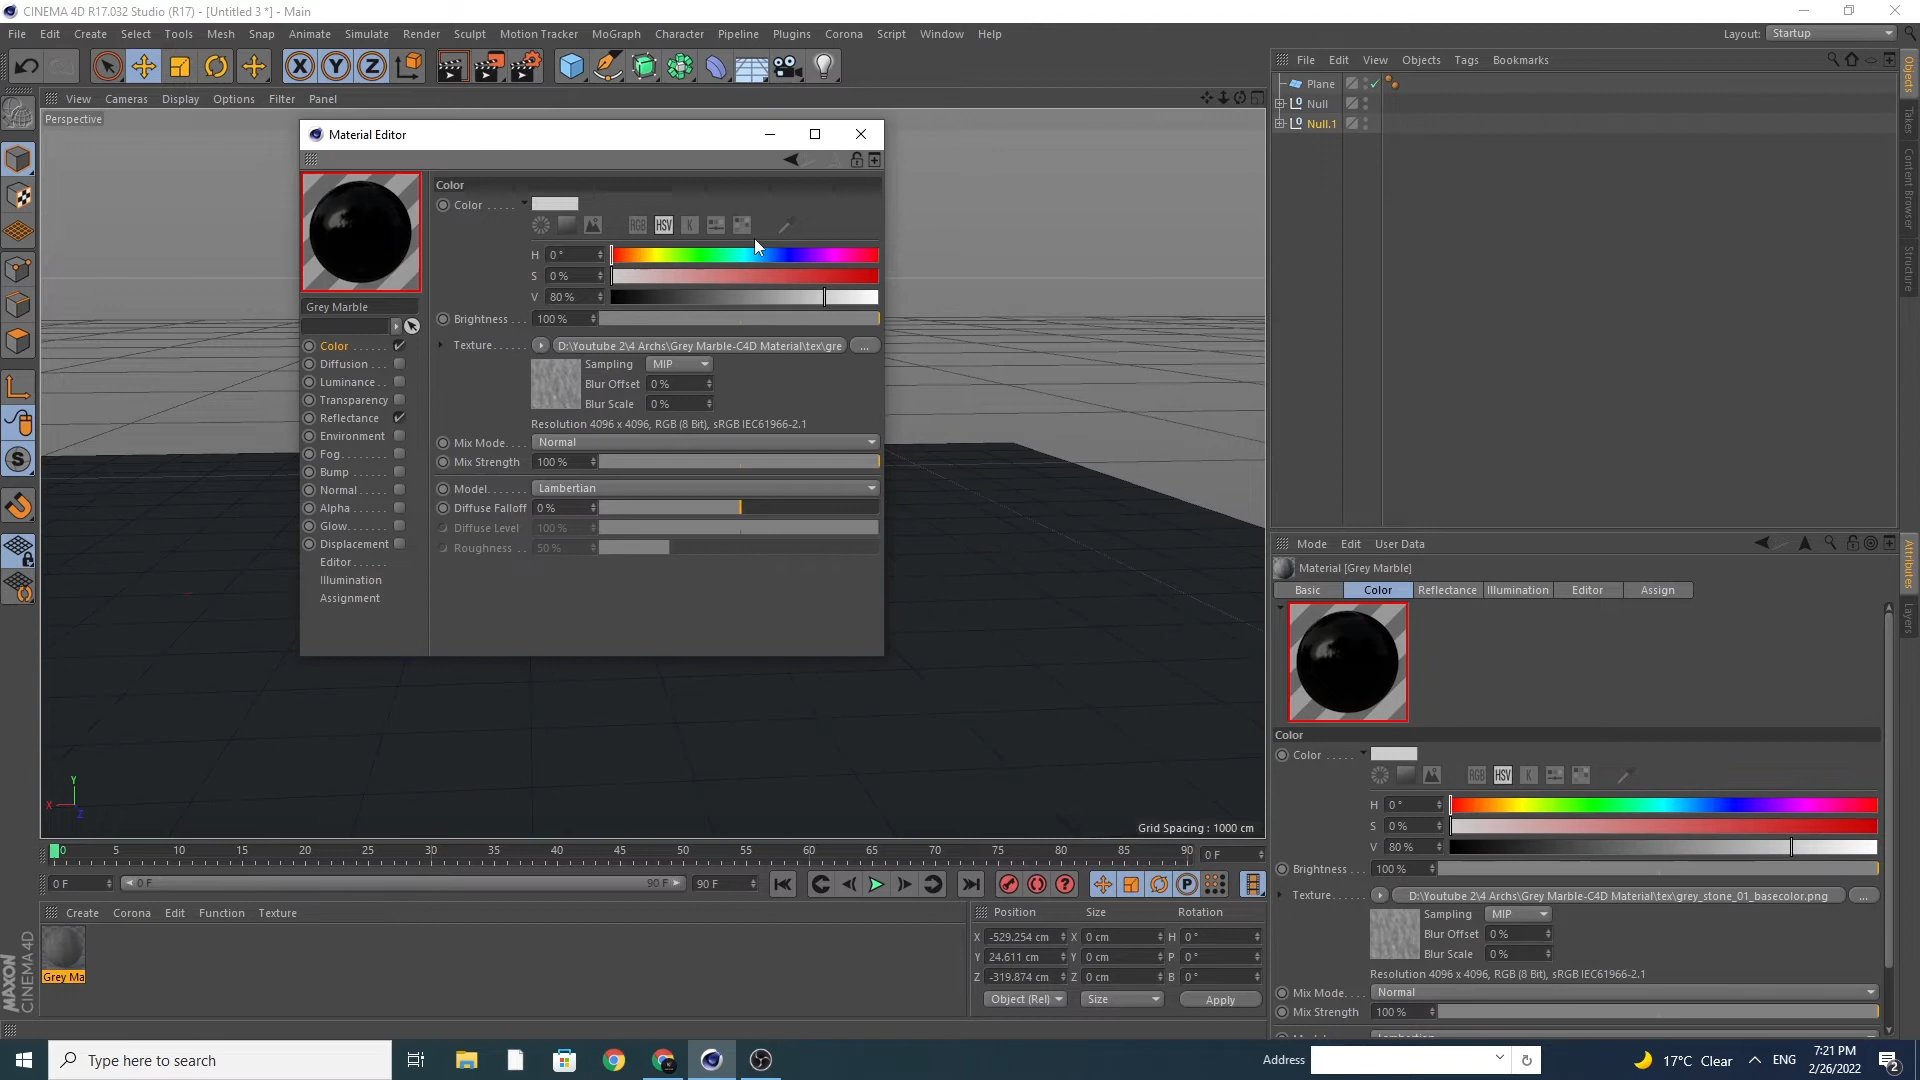 CINEMA 4D R17.032 Studio (R17) - [Untitled 3 *] - Main
File Edit Create Select Tools Mesh Snap Animate Simulate Render Sculpt Motion Tracker MoGraph Character Pipeline Plugins Corona Script Window Help Layout: Startup
File Edit View Objects Tags Bookmarks
View Cameras Display Options Filter Panel
Perspective
Plane
Null
Null.1
Objects
Takes
Content Browser
Structure
Material Editor
Color
Color . . . . .
RGB HSV K
H 0 °
S 0 %
V 80 %
Grey Marble
Brightness . . . 100 %
Texture. . . . . . D:\Youtube 2\4 Archs\Grey Marble-C4D Material\tex\gre ...
Sampling MIP
Blur Offset 0 %
Blur Scale 0 %
Resolution 4096 x 4096, RGB (8 Bit), sRGB IEC61966-2.1
Mix Mode. . . . Normal
Mix Strength 100 %
Model. . . . . . . Lambertian
Diffuse Falloff 0 %
Diffuse Level 100 %
Roughness . . 50 %
Color . . . . . .
Diffusion . . .
Luminance . .
Transparency
Reflectance
Environment
Fog. . . . . . .
Bump . . . . .
Normal . . . .
Alpha . . . . . .
Glow. . . . . . .
Displacement
Editor . . . . . .
Illumination
Assignment
Mode Edit User Data
Material [Grey Marble]
Basic Color Reflectance Illumination Editor Assign
Attributes
Layers
Color
Color . . . . .
RGB HSV K
H 0 °
S 0 %
V 80 %
Brightness . . . 100 %
Texture. . . . . . D:\Youtube 2\4 Archs\Grey Marble-C4D Material\tex\grey_stone_01_basecolor.png ...
Sampling MIP
Blur Offset 0 %
Blur Scale 0 %
Resolution 4096 x 4096, RGB (8 Bit), sRGB IEC61966-2.1
Mix Mode. . . . Normal
Mix Strength 100 %
Y
X
Z
Grid Spacing : 1000 cm
0 5 10 15 20 25 30 35 40 45 50 55 60 65 70 75 80 85 90 0 F
0 F 0 F 90 F 90 F
Create Corona Edit Function Texture
Grey Ma
Position Size Rotation
X -529.254 cm X 0 cm H 0 °
Y 24.611 cm Y 0 cm P 0 °
Z -319.874 cm Z 0 cm B 0 °
Object (Rel) Size Apply
MAXON
CINEMA 4D
Type here to search
Address
17°C Clear ENG
7:21 PM
2/26/2022
2